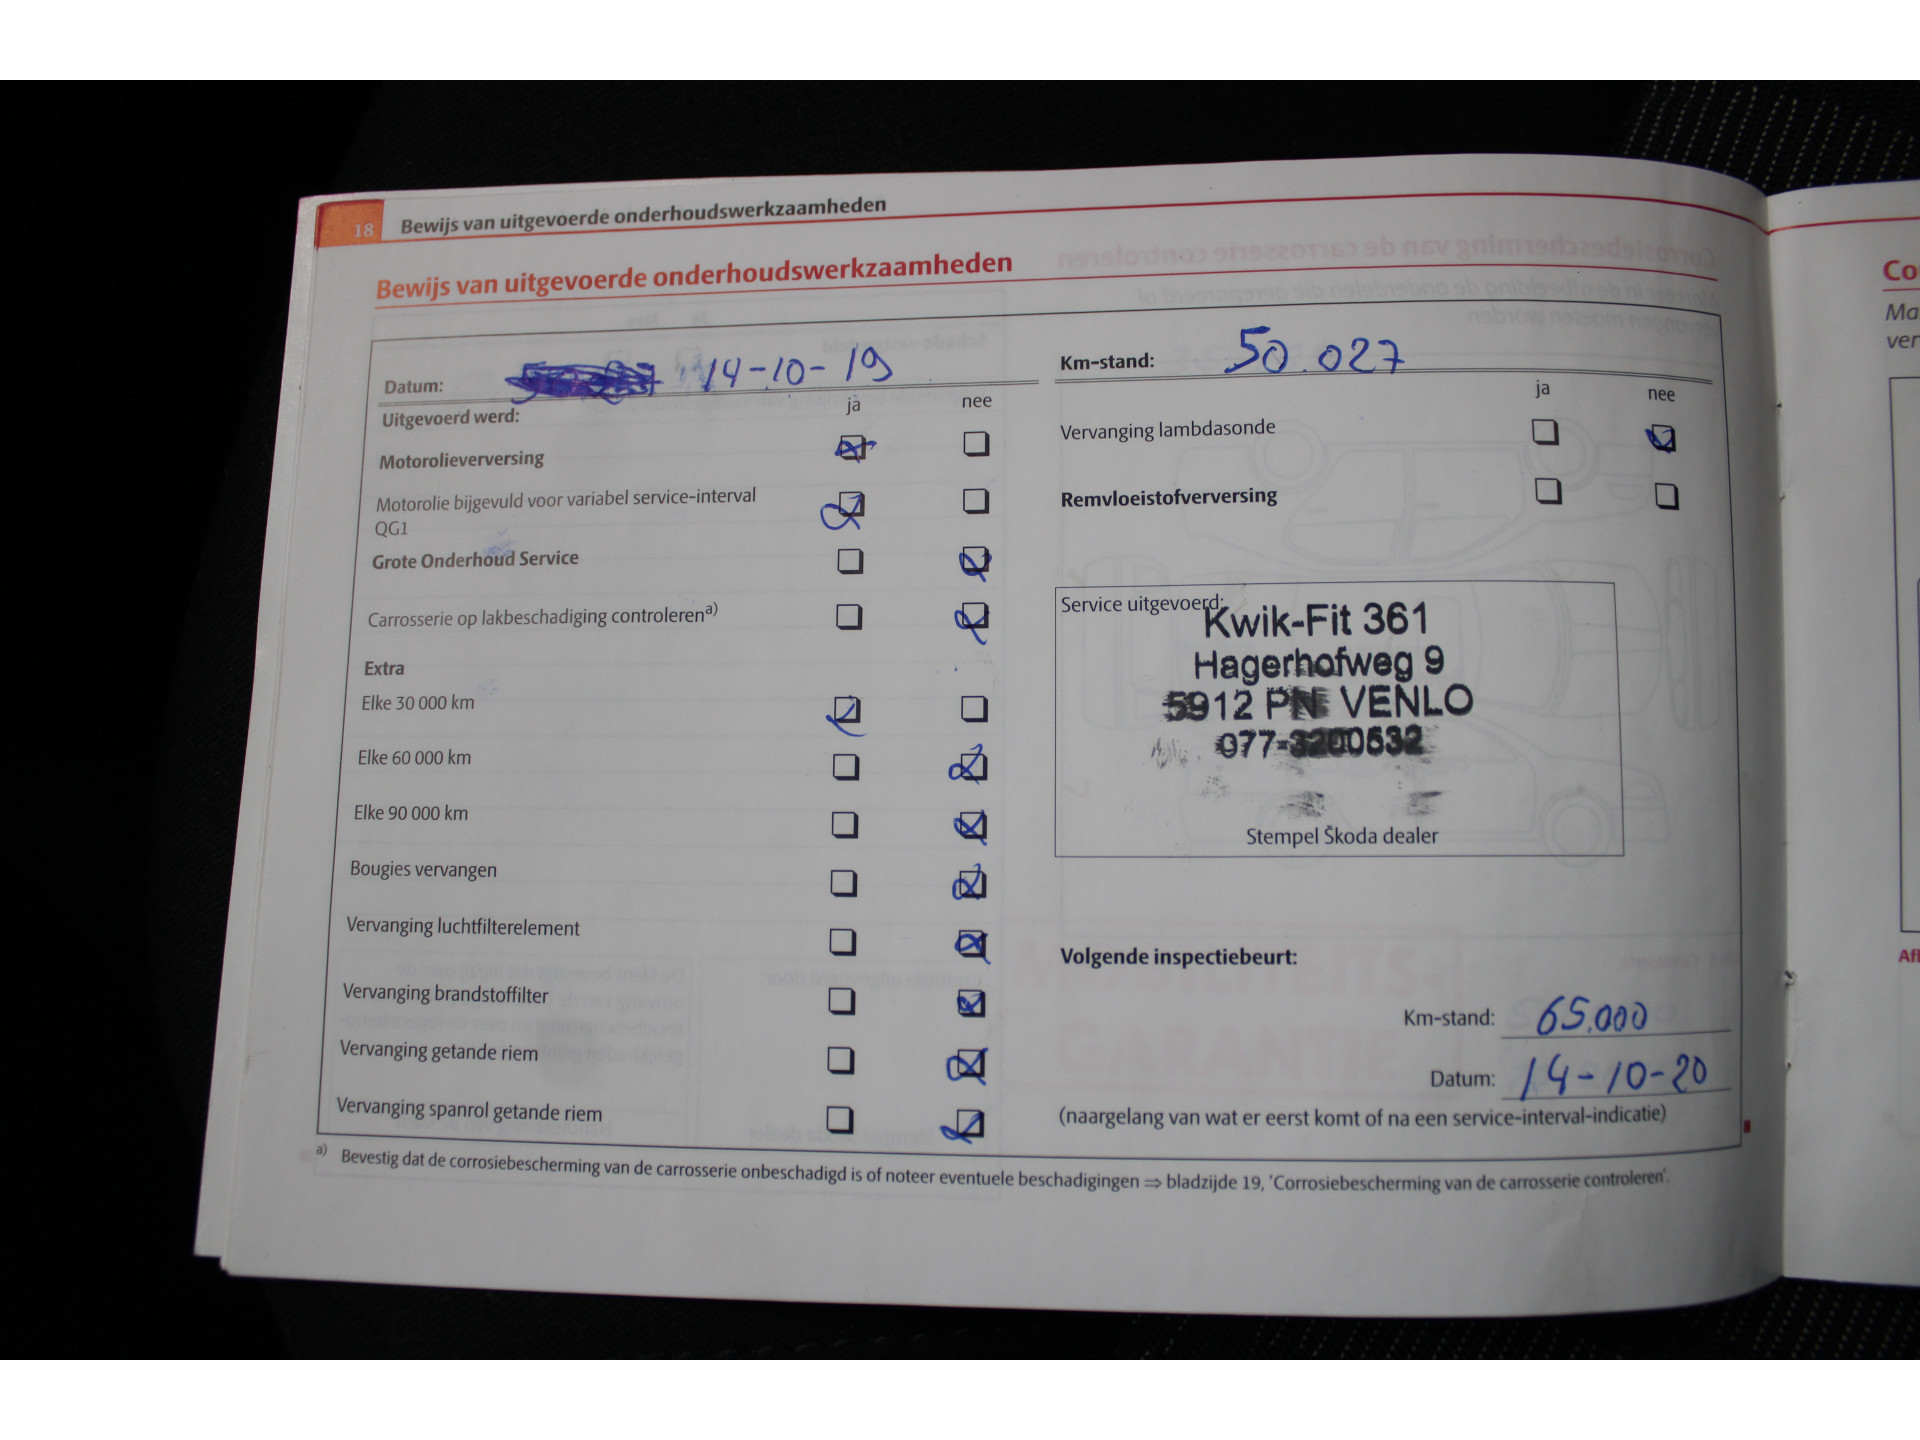 18 Bewijs van uitgevoerde onderhoudswerkzaamheden
Bewijs van uitgevoerde onderhoudswerkzaamheden
Datum: 14-10-19
Uitgevoerd werd: ja nee
Motorolieverversing
Motorolie bijgevuld voor variabel service-interval
QG1
Grote Onderhoud Service
Carrosserie op lakbeschadiging controleren a)
Extra
Elke 30 000 km
Elke 60 000 km
Elke 90 000 km
Bougies vervangen
Vervanging luchtfilterelement
Vervanging brandstoffilter
Vervanging getande riem
Vervanging spanrol getande riem
Km-stand: 50.027
ja nee
Vervanging lambdasonde
Remvloeistofverversing
Service uitgevoerd:
Kwik-Fit 361
Hagerhofweg 9
5912 PN VENLO
077-3200532
Stempel Škoda dealer
Volgende inspectiebeurt:
Km-stand: 65.000
Datum: 14-10-20
(naargelang van wat er eerst komt of na een service-interval-indicatie)
a) Bevestig dat de corrosiebescherming van de carrosserie onbeschadigd is of noteer eventuele beschadigingen ⇒ bladzijde 19, 'Corrosiebescherming van de carrosserie controleren'.
Co
Ma
ver
Afl